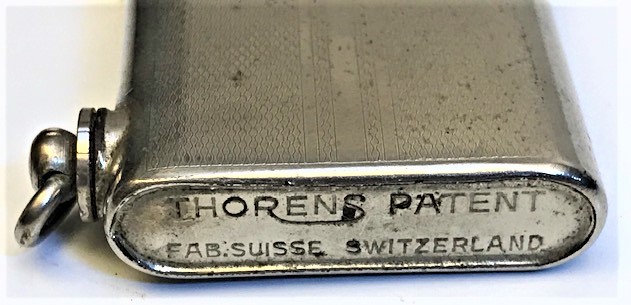 THORENS PATENT
FAB:SUISSE SWITZERLAND